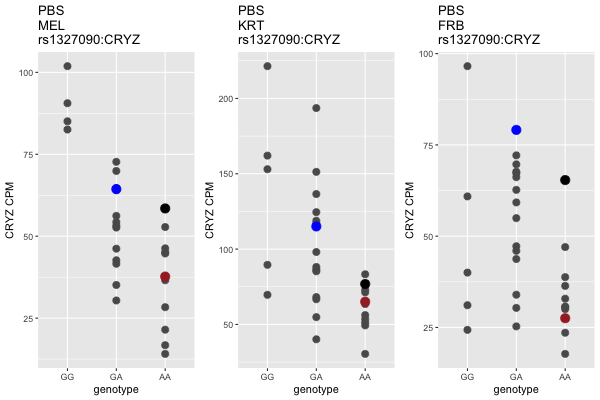 PBS
MEL
rs1327090:CRYZ
100
75
50
25
CRYZ CPM
GG GA AA
genotype
PBS
KRT
rs1327090:CRYZ
200
150
100
50
CRYZ CPM
GG GA AA
genotype
PBS
FRB
rs1327090:CRYZ
100
75
50
25
CRYZ CPM
GG GA AA
genotype